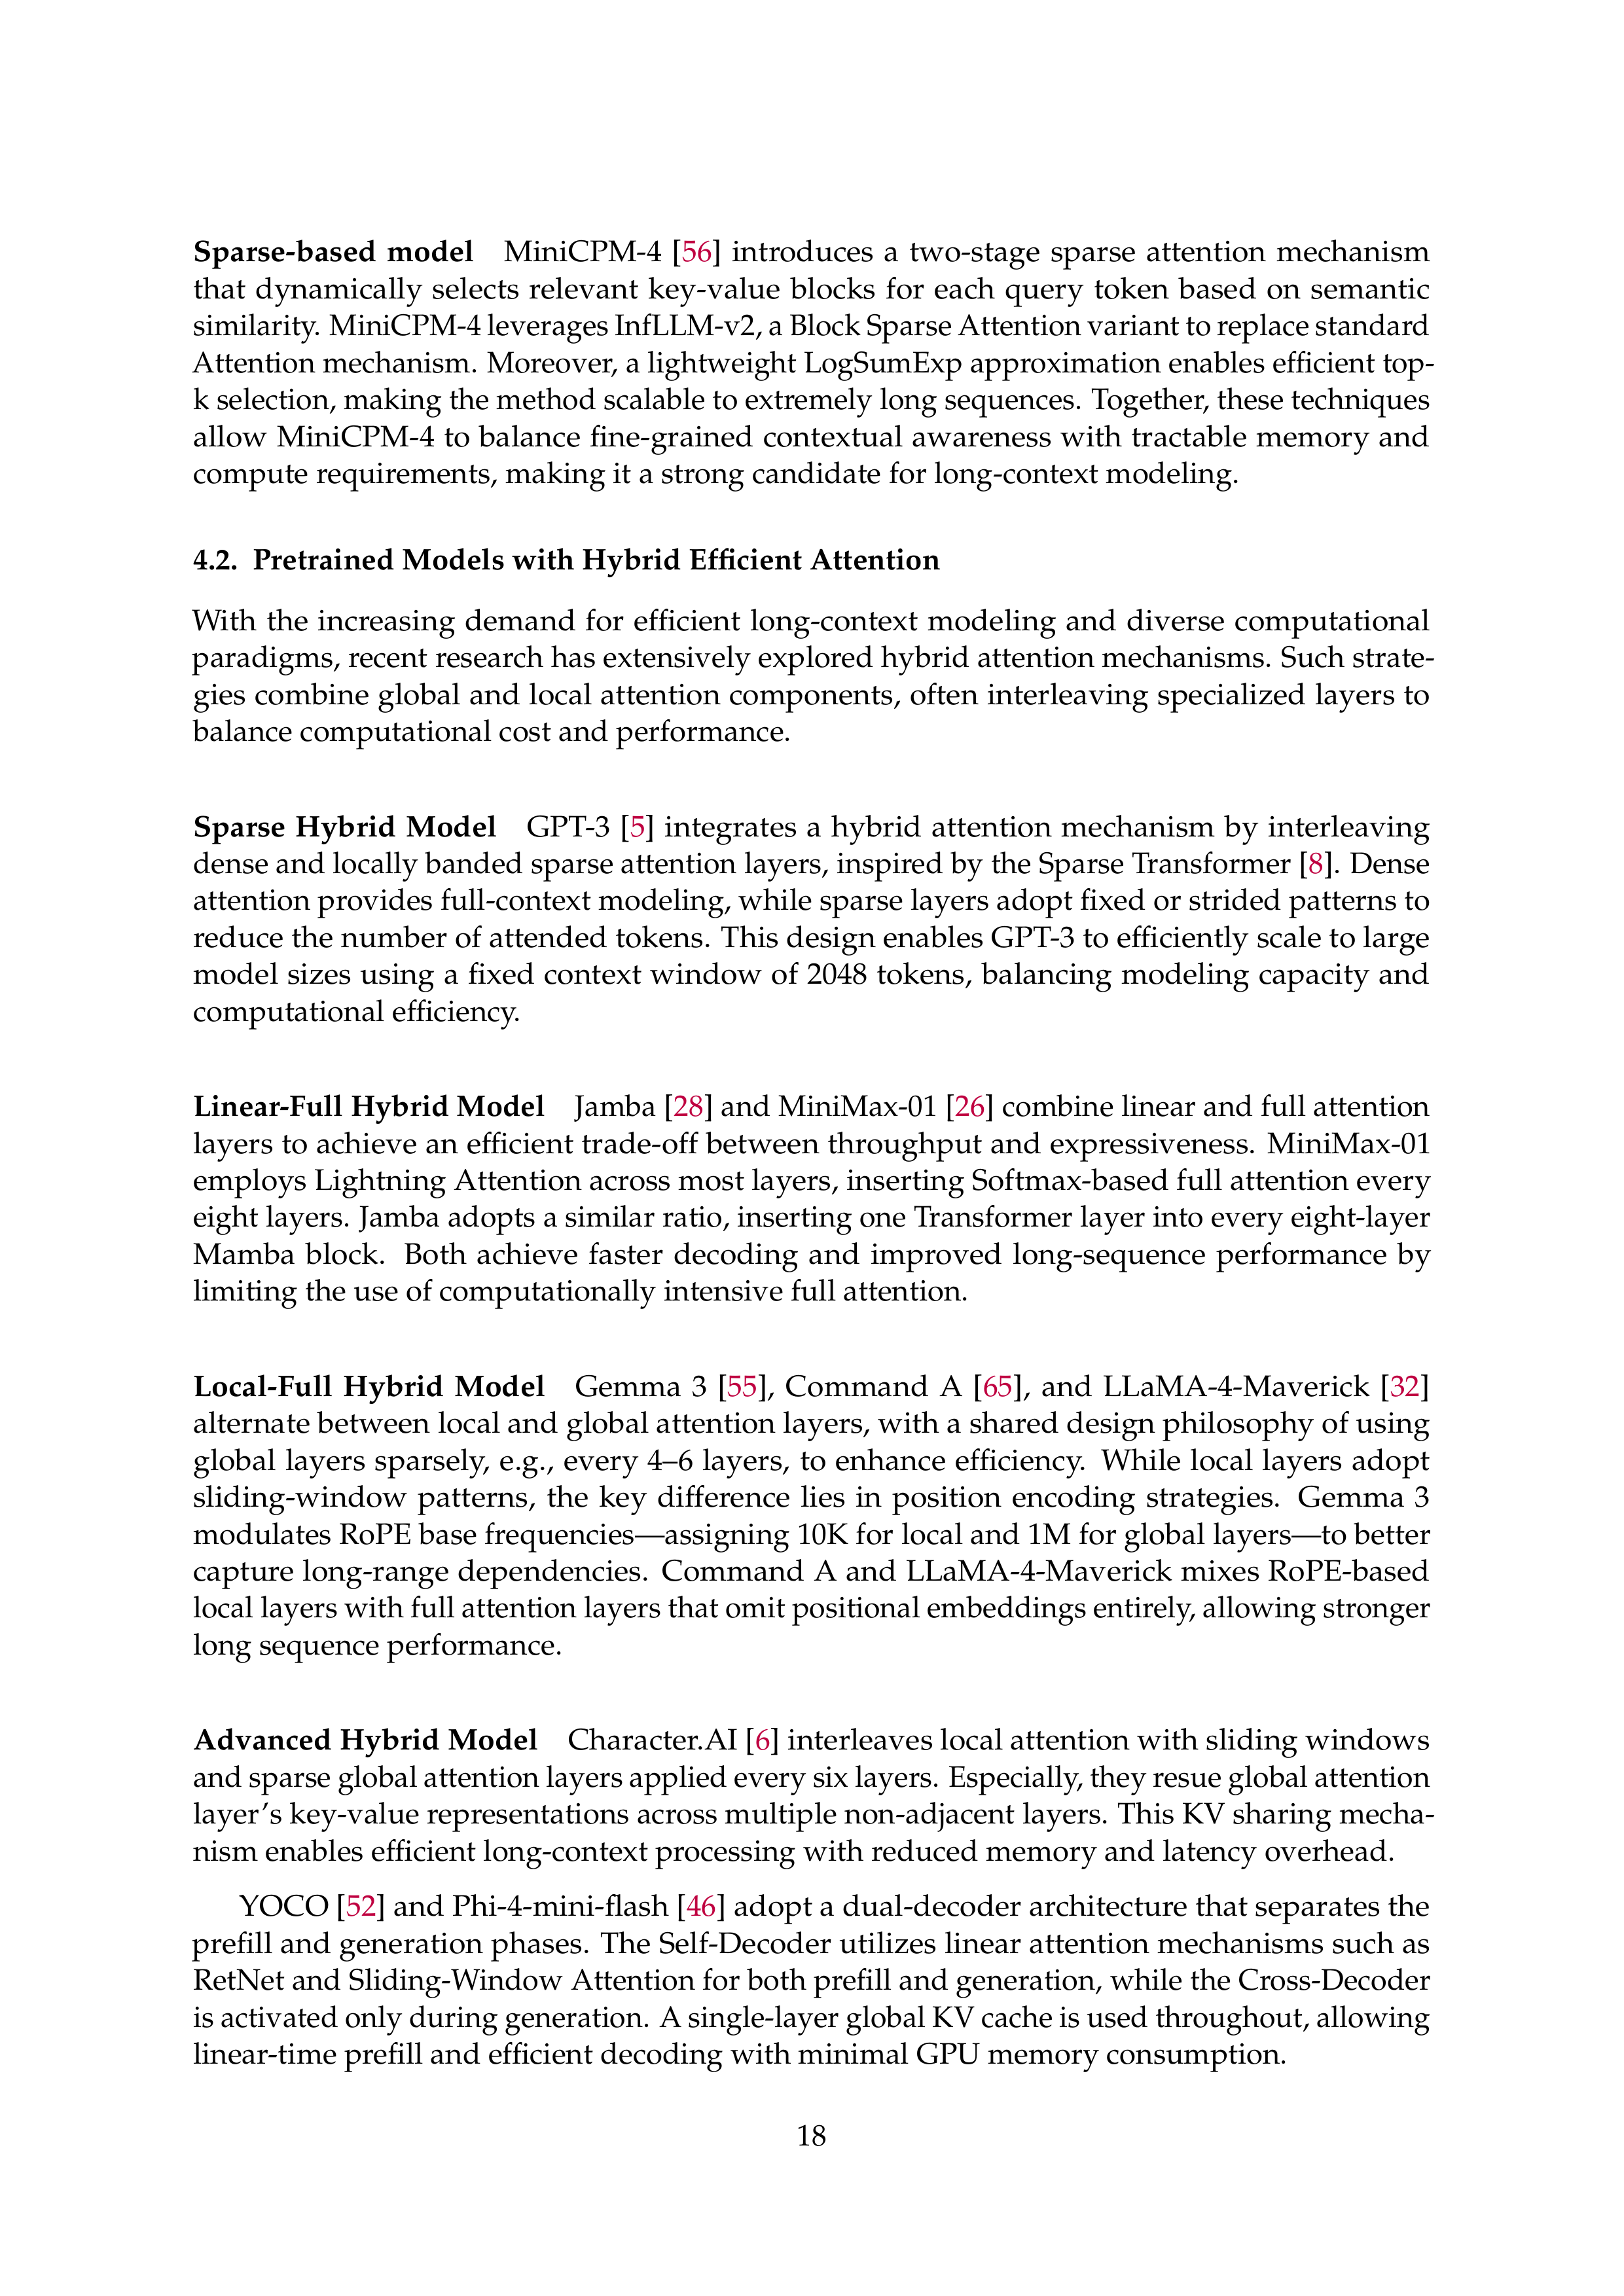 Sparse-based model MiniCPM-4 [56] introduces a two-stage sparse attention mechanism
that dynamically selects relevant key-value blocks for each query token based on semantic
similarity. MiniCPM-4 leverages InfLLM-v2, a Block Sparse Attention variant to replace standard
Attention mechanism. Moreover, a lightweight LogSumExp approximation enables efficient top-
k selection, making the method scalable to extremely long sequences. Together, these techniques
allow MiniCPM-4 to balance fine-grained contextual awareness with tractable memory and
compute requirements, making it a strong candidate for long-context modeling.
4.2. Pretrained Models with Hybrid Efficient Attention
With the increasing demand for efficient long-context modeling and diverse computational
paradigms, recent research has extensively explored hybrid attention mechanisms. Such strate-
gies combine global and local attention components, often interleaving specialized layers to
balance computational cost and performance.
Sparse Hybrid Model GPT-3 [5] integrates a hybrid attention mechanism by interleaving
dense and locally banded sparse attention layers, inspired by the Sparse Transformer [8]. Dense
attention provides full-context modeling, while sparse layers adopt fixed or strided patterns to
reduce the number of attended tokens. This design enables GPT-3 to efficiently scale to large
model sizes using a fixed context window of 2048 tokens, balancing modeling capacity and
computational efficiency.
Linear-Full Hybrid Model Jamba [28] and MiniMax-01 [26] combine linear and full attention
layers to achieve an efficient trade-off between throughput and expressiveness. MiniMax-01
employs Lightning Attention across most layers, inserting Softmax-based full attention every
eight layers. Jamba adopts a similar ratio, inserting one Transformer layer into every eight-layer
Mamba block. Both achieve faster decoding and improved long-sequence performance by
limiting the use of computationally intensive full attention.
Local-Full Hybrid Model Gemma 3 [55], Command A [65], and LLaMA-4-Maverick [32]
alternate between local and global attention layers, with a shared design philosophy of using
global layers sparsely, e.g., every 4–6 layers, to enhance efficiency. While local layers adopt
sliding-window patterns, the key difference lies in position encoding strategies. Gemma 3
modulates RoPE base frequencies—assigning 10K for local and 1M for global layers—to better
capture long-range dependencies. Command A and LLaMA-4-Maverick mixes RoPE-based
local layers with full attention layers that omit positional embeddings entirely, allowing stronger
long sequence performance.
Advanced Hybrid Model Character.AI [6] interleaves local attention with sliding windows
and sparse global attention layers applied every six layers. Especially, they resue global attention
layer's key-value representations across multiple non-adjacent layers. This KV sharing mecha-
nism enables efficient long-context processing with reduced memory and latency overhead.
YOCO [52] and Phi-4-mini-flash [46] adopt a dual-decoder architecture that separates the
prefill and generation phases. The Self-Decoder utilizes linear attention mechanisms such as
RetNet and Sliding-Window Attention for both prefill and generation, while the Cross-Decoder
is activated only during generation. A single-layer global KV cache is used throughout, allowing
linear-time prefill and efficient decoding with minimal GPU memory consumption.
18